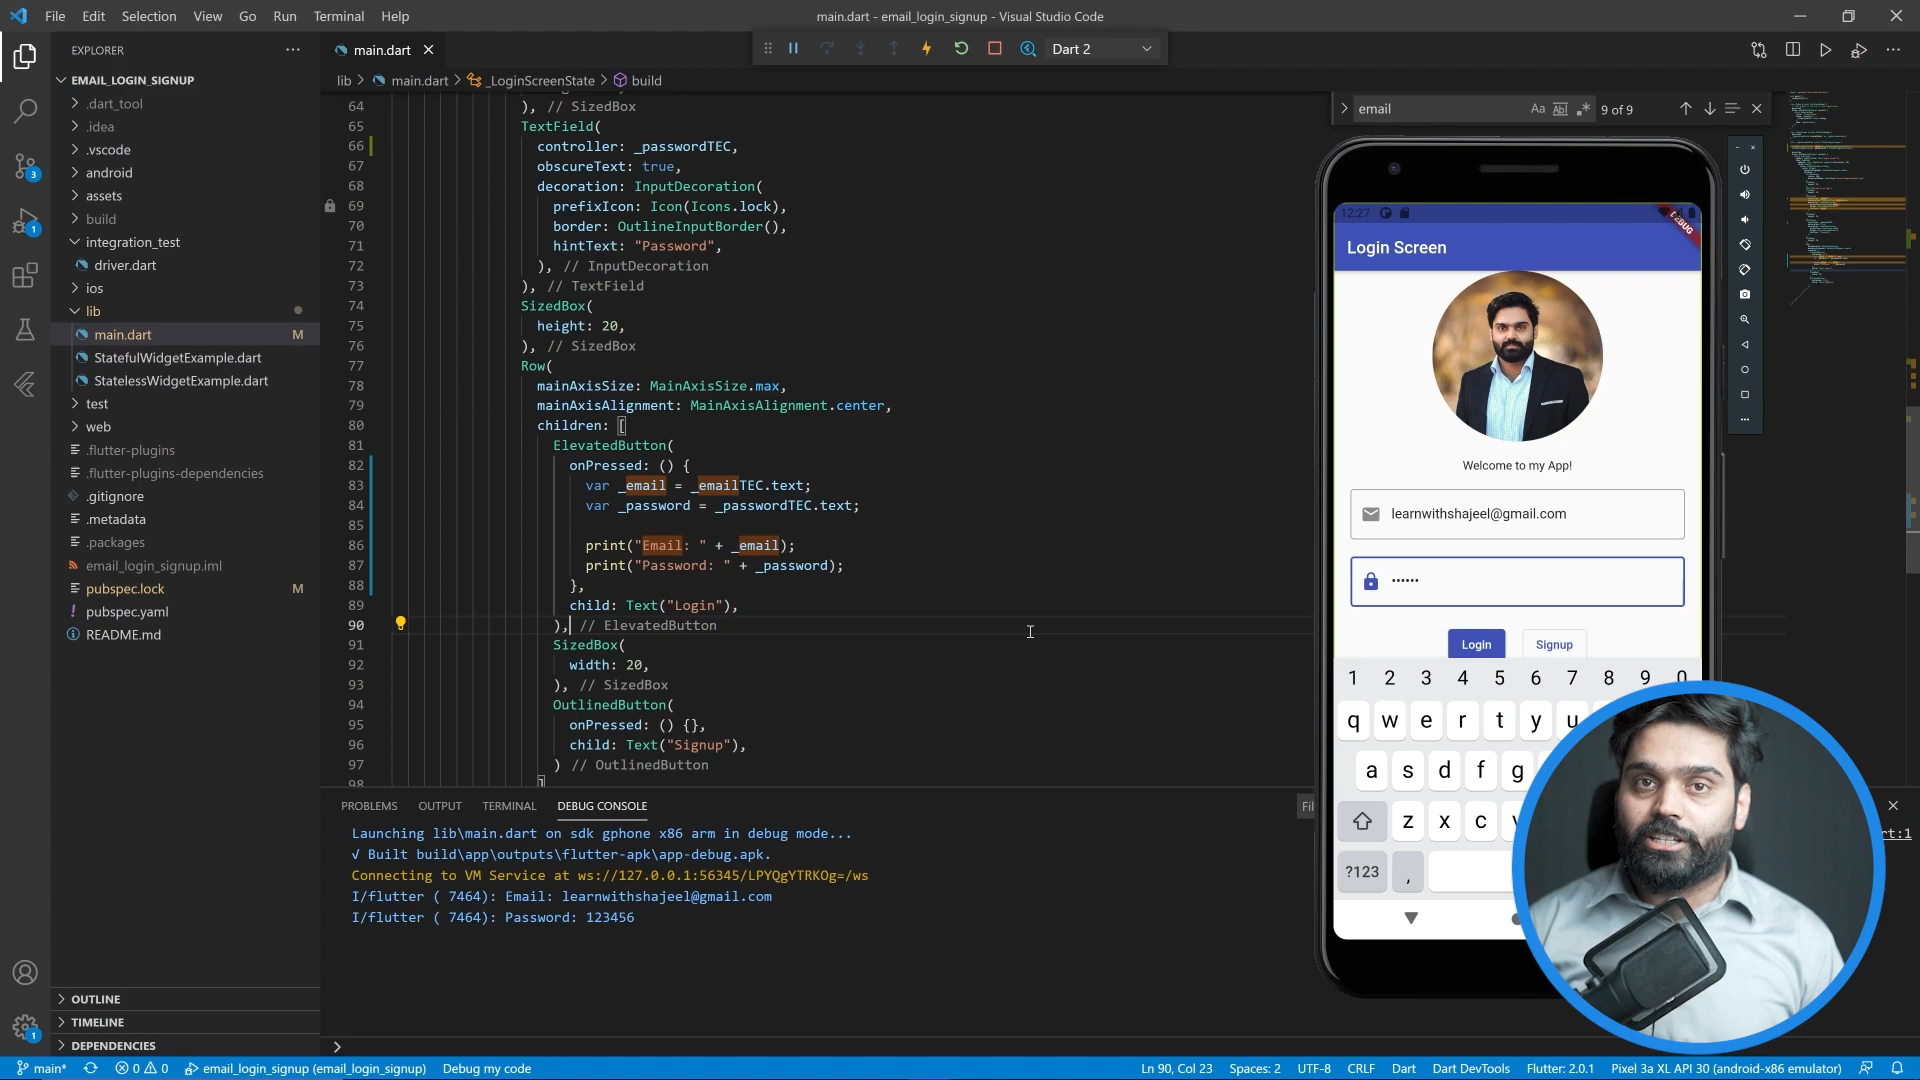 File Edit Selection View Go Run Terminal Help
main.dart - email_login_signup - Visual Studio Code
EXPLORER
EMAIL_LOGIN_SIGNUP
.dart_tool
.idea
.vscode
android
assets
build
integration_test
driver.dart
ios
lib
main.dart M
StatefulWidgetExample.dart
StatelessWidgetExample.dart
test
web
.flutter-plugins
.flutter-plugins-dependencies
.gitignore
.metadata
.packages
email_login_signup.iml
pubspec.lock M
pubspec.yaml
README.md
OUTLINE
TIMELINE
DEPENDENCIES
3
1
1
main.dart
Dart 2
lib > main.dart > _LoginScreenState > build
email
Aa Abl .* 9 of 9
64 ), // SizedBox
65 TextField(
66 controller: _passwordTEC,
67 obscureText: true,
68 decoration: InputDecoration(
69 prefixIcon: Icon(Icons.lock),
70 border: OutlineInputBorder(),
71 hintText: "Password",
72 ), // InputDecoration
73 ), // TextField
74 SizedBox(
75 height: 20,
76 ), // SizedBox
77 Row(
78 mainAxisSize: MainAxisSize.max,
79 mainAxisAlignment: MainAxisAlignment.center,
80 children: [
81 ElevatedButton(
82 onPressed: () {
83 var _email = _emailTEC.text;
84 var _password = _passwordTEC.text;
85
86 print("Email: " + _email);
87 print("Password: " + _password);
88 },
89 child: Text("Login"),
90 ), // ElevatedButton
91 SizedBox(
92 width: 20,
93 ), // SizedBox
94 OutlinedButton(
95 onPressed: () {},
96 child: Text("Signup"),
97 ) // OutlinedButton
98 ]
PROBLEMS OUTPUT TERMINAL DEBUG CONSOLE
Fil
Launching lib\main.dart on sdk gphone x86 arm in debug mode...
√ Built build\app\outputs\flutter-apk\app-debug.apk.
Connecting to VM Service at ws://127.0.0.1:56345/LPYQgYTRKOg=/ws
I/flutter ( 7464): Email: learnwithshajeel@gmail.com
I/flutter ( 7464): Password: 123456
rt:1
12:27
DEBUG
Login Screen
Welcome to my App!
learnwithshajeel@gmail.com
••••••
Login Signup
1 2 3 4 5 6 7 8 9 0
q w e r t y u
a s d f g
z x c v
?123 ,
main* 0 0 email_login_signup (email_login_signup) Debug my code
Ln 90, Col 23 Spaces: 2 UTF-8 CRLF Dart Dart DevTools Flutter: 2.0.1 Pixel 3a XL API 30 (android-x86 emulator)